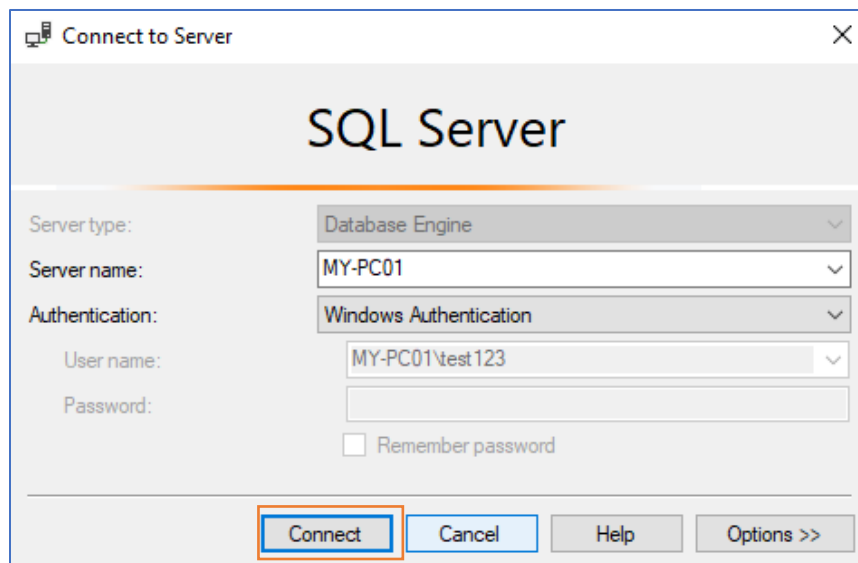 Connect to Server
SQL Server
Server type: Database Engine
Server name: MY-PC01
Authentication: Windows Authentication
User name: MY-PC01\test123
Password:
Remember password
Connect Cancel Help Options >>